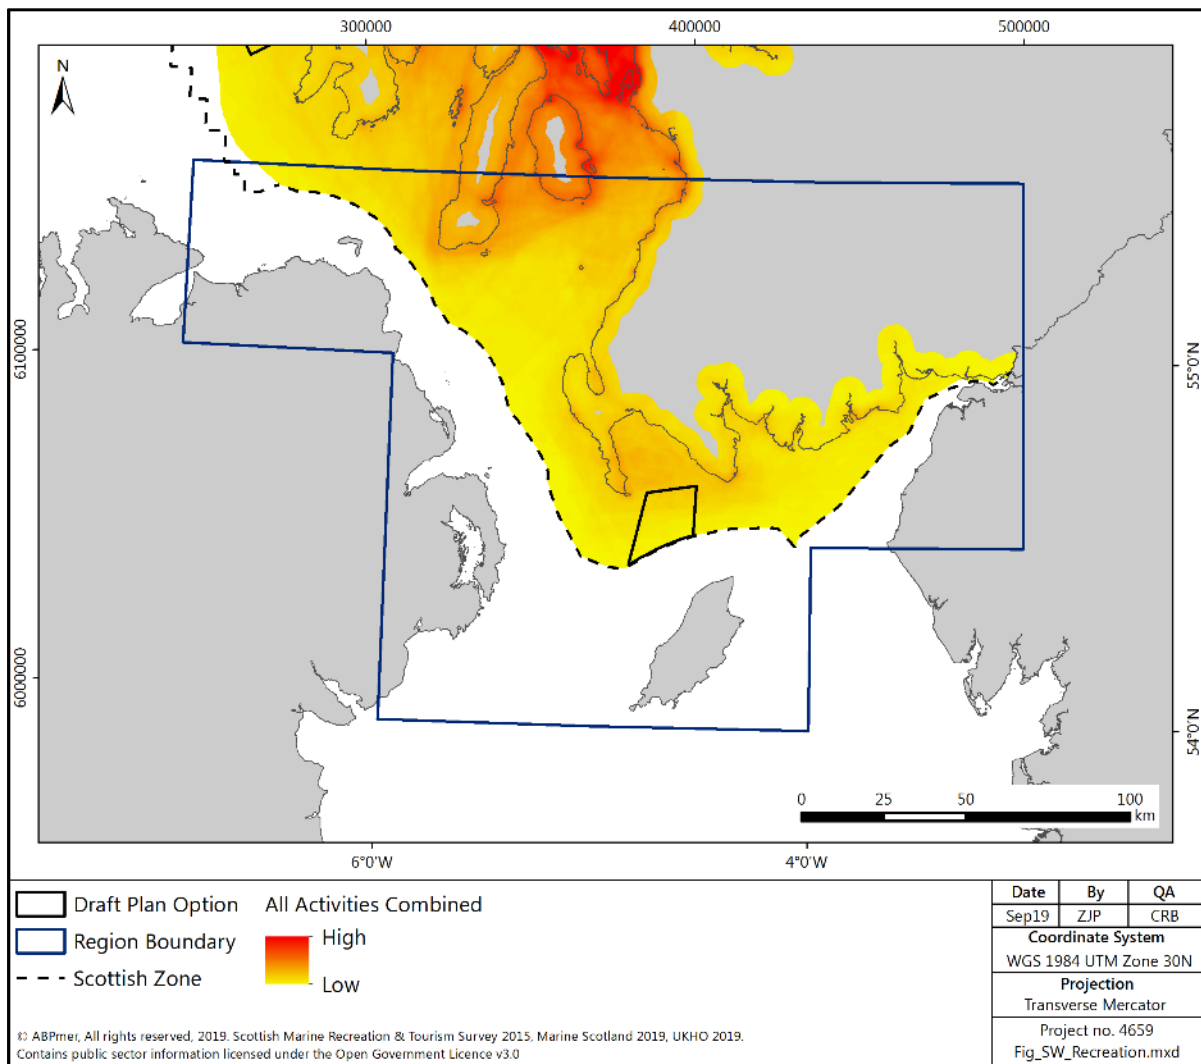 300000
400000
500000
N
6100000
6000000
55°0'N
54°0'N
0
25
50
100
km
6°0'W
4°0'W
Draft Plan Option
Region Boundary
Scottish Zone
All Activities Combined
High
Low
Date By QA
Sep19 ZJP CRB
Coordinate System
WGS 1984 UTM Zone 30N
Projection
Transverse Mercator
Project no. 4659
Fig_SW_Recreation.mxd
© ABPmer, All rights reserved, 2019. Scottish Marine Recreation & Tourism Survey 2015, Marine Scotland 2019, UKHO 2019.
Contains public sector information licensed under the Open Government Licence v3.0